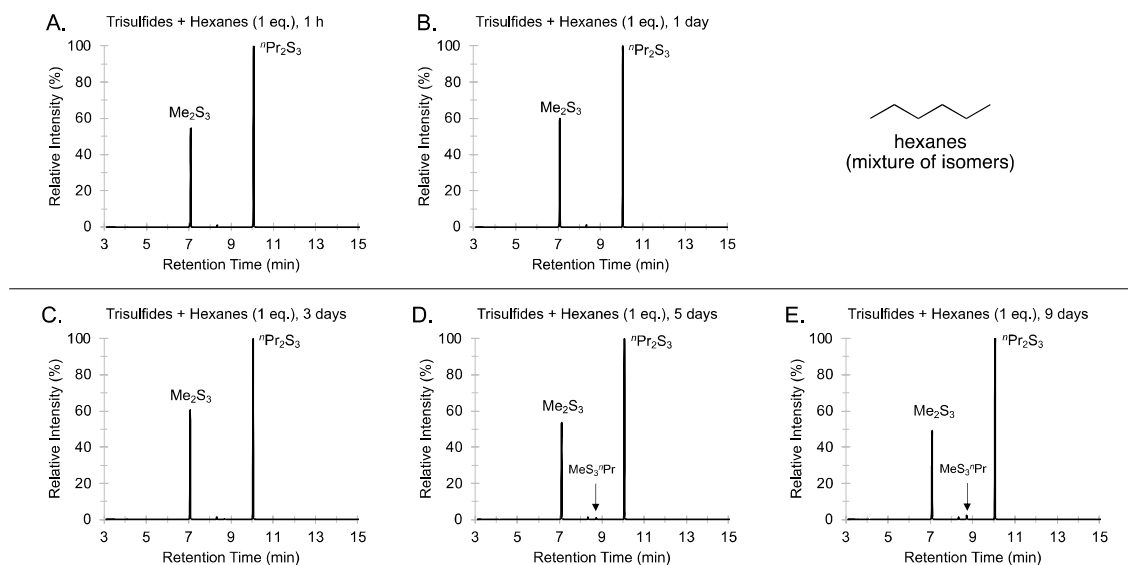 A. Trisulfides + Hexanes (1 eq.), 1 h
Relative Intensity (%)
100
80
60
40
20
0
Me₂S₃
ⁿPr₂S₃
3 5 7 9 11 13 15
Retention Time (min)
B. Trisulfides + Hexanes (1 eq.), 1 day
Relative Intensity (%)
100
80
60
40
20
0
Me₂S₃
ⁿPr₂S₃
3 5 7 9 11 13 15
Retention Time (min)
hexanes
(mixture of isomers)
C. Trisulfides + Hexanes (1 eq.), 3 days
Relative Intensity (%)
100
80
60
40
20
0
Me₂S₃
ⁿPr₂S₃
3 5 7 9 11 13 15
Retention Time (min)
D. Trisulfides + Hexanes (1 eq.), 5 days
Relative Intensity (%)
100
80
60
40
20
0
Me₂S₃
MeS₃ⁿPr
ⁿPr₂S₃
3 5 7 9 11 13 15
Retention Time (min)
E. Trisulfides + Hexanes (1 eq.), 9 days
Relative Intensity (%)
100
80
60
40
20
0
Me₂S₃
MeS₃ⁿPr
ⁿPr₂S₃
3 5 7 9 11 13 15
Retention Time (min)